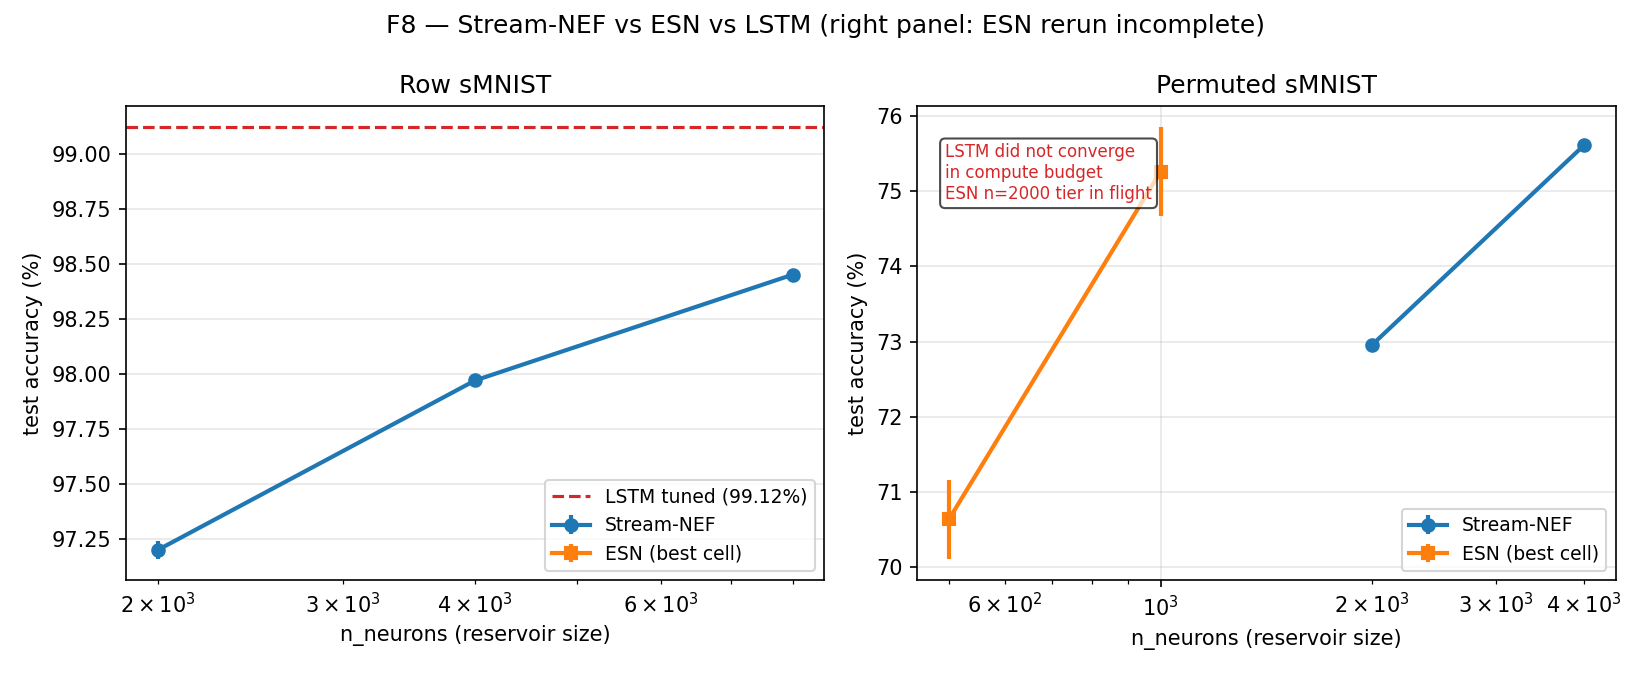 F8 — Stream-NEF vs ESN vs LSTM (right panel: ESN rerun incomplete)
Row sMNIST
test accuracy (%)
99.00
98.75
98.50
98.25
98.00
97.75
97.50
97.25
LSTM tuned (99.12%)
Stream-NEF
ESN (best cell)
2 × 10³
3 × 10³
4 × 10³
6 × 10³
n_neurons (reservoir size)
Permuted sMNIST
test accuracy (%)
76
75
74
73
72
71
70
LSTM did not converge
in compute budget
ESN n=2000 tier in flight
Stream-NEF
ESN (best cell)
6 × 10²
10³
2 × 10³
3 × 10³
4 × 10³
n_neurons (reservoir size)